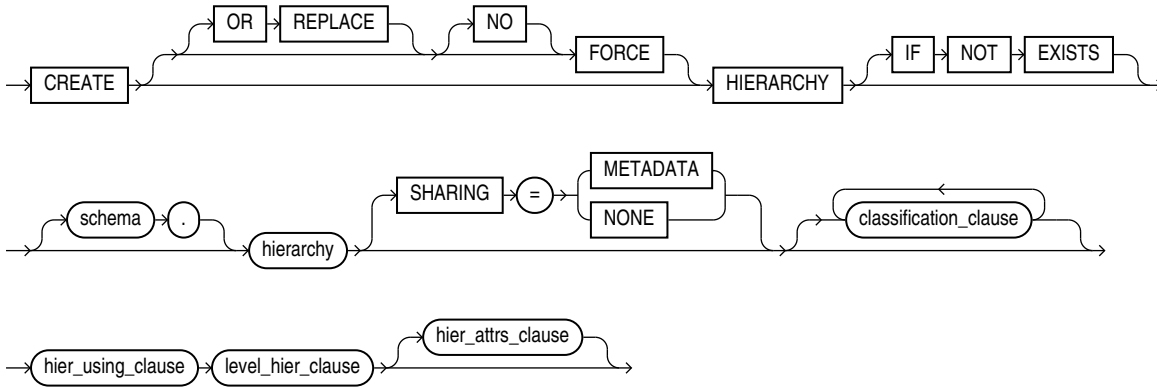 OR REPLACE NO
FORCE IF NOT EXISTS
CREATE HIERARCHY
METADATA
SHARING =
schema . NONE classification_clause
hierarchy
hier_attrs_clause
hier_using_clause level_hier_clause